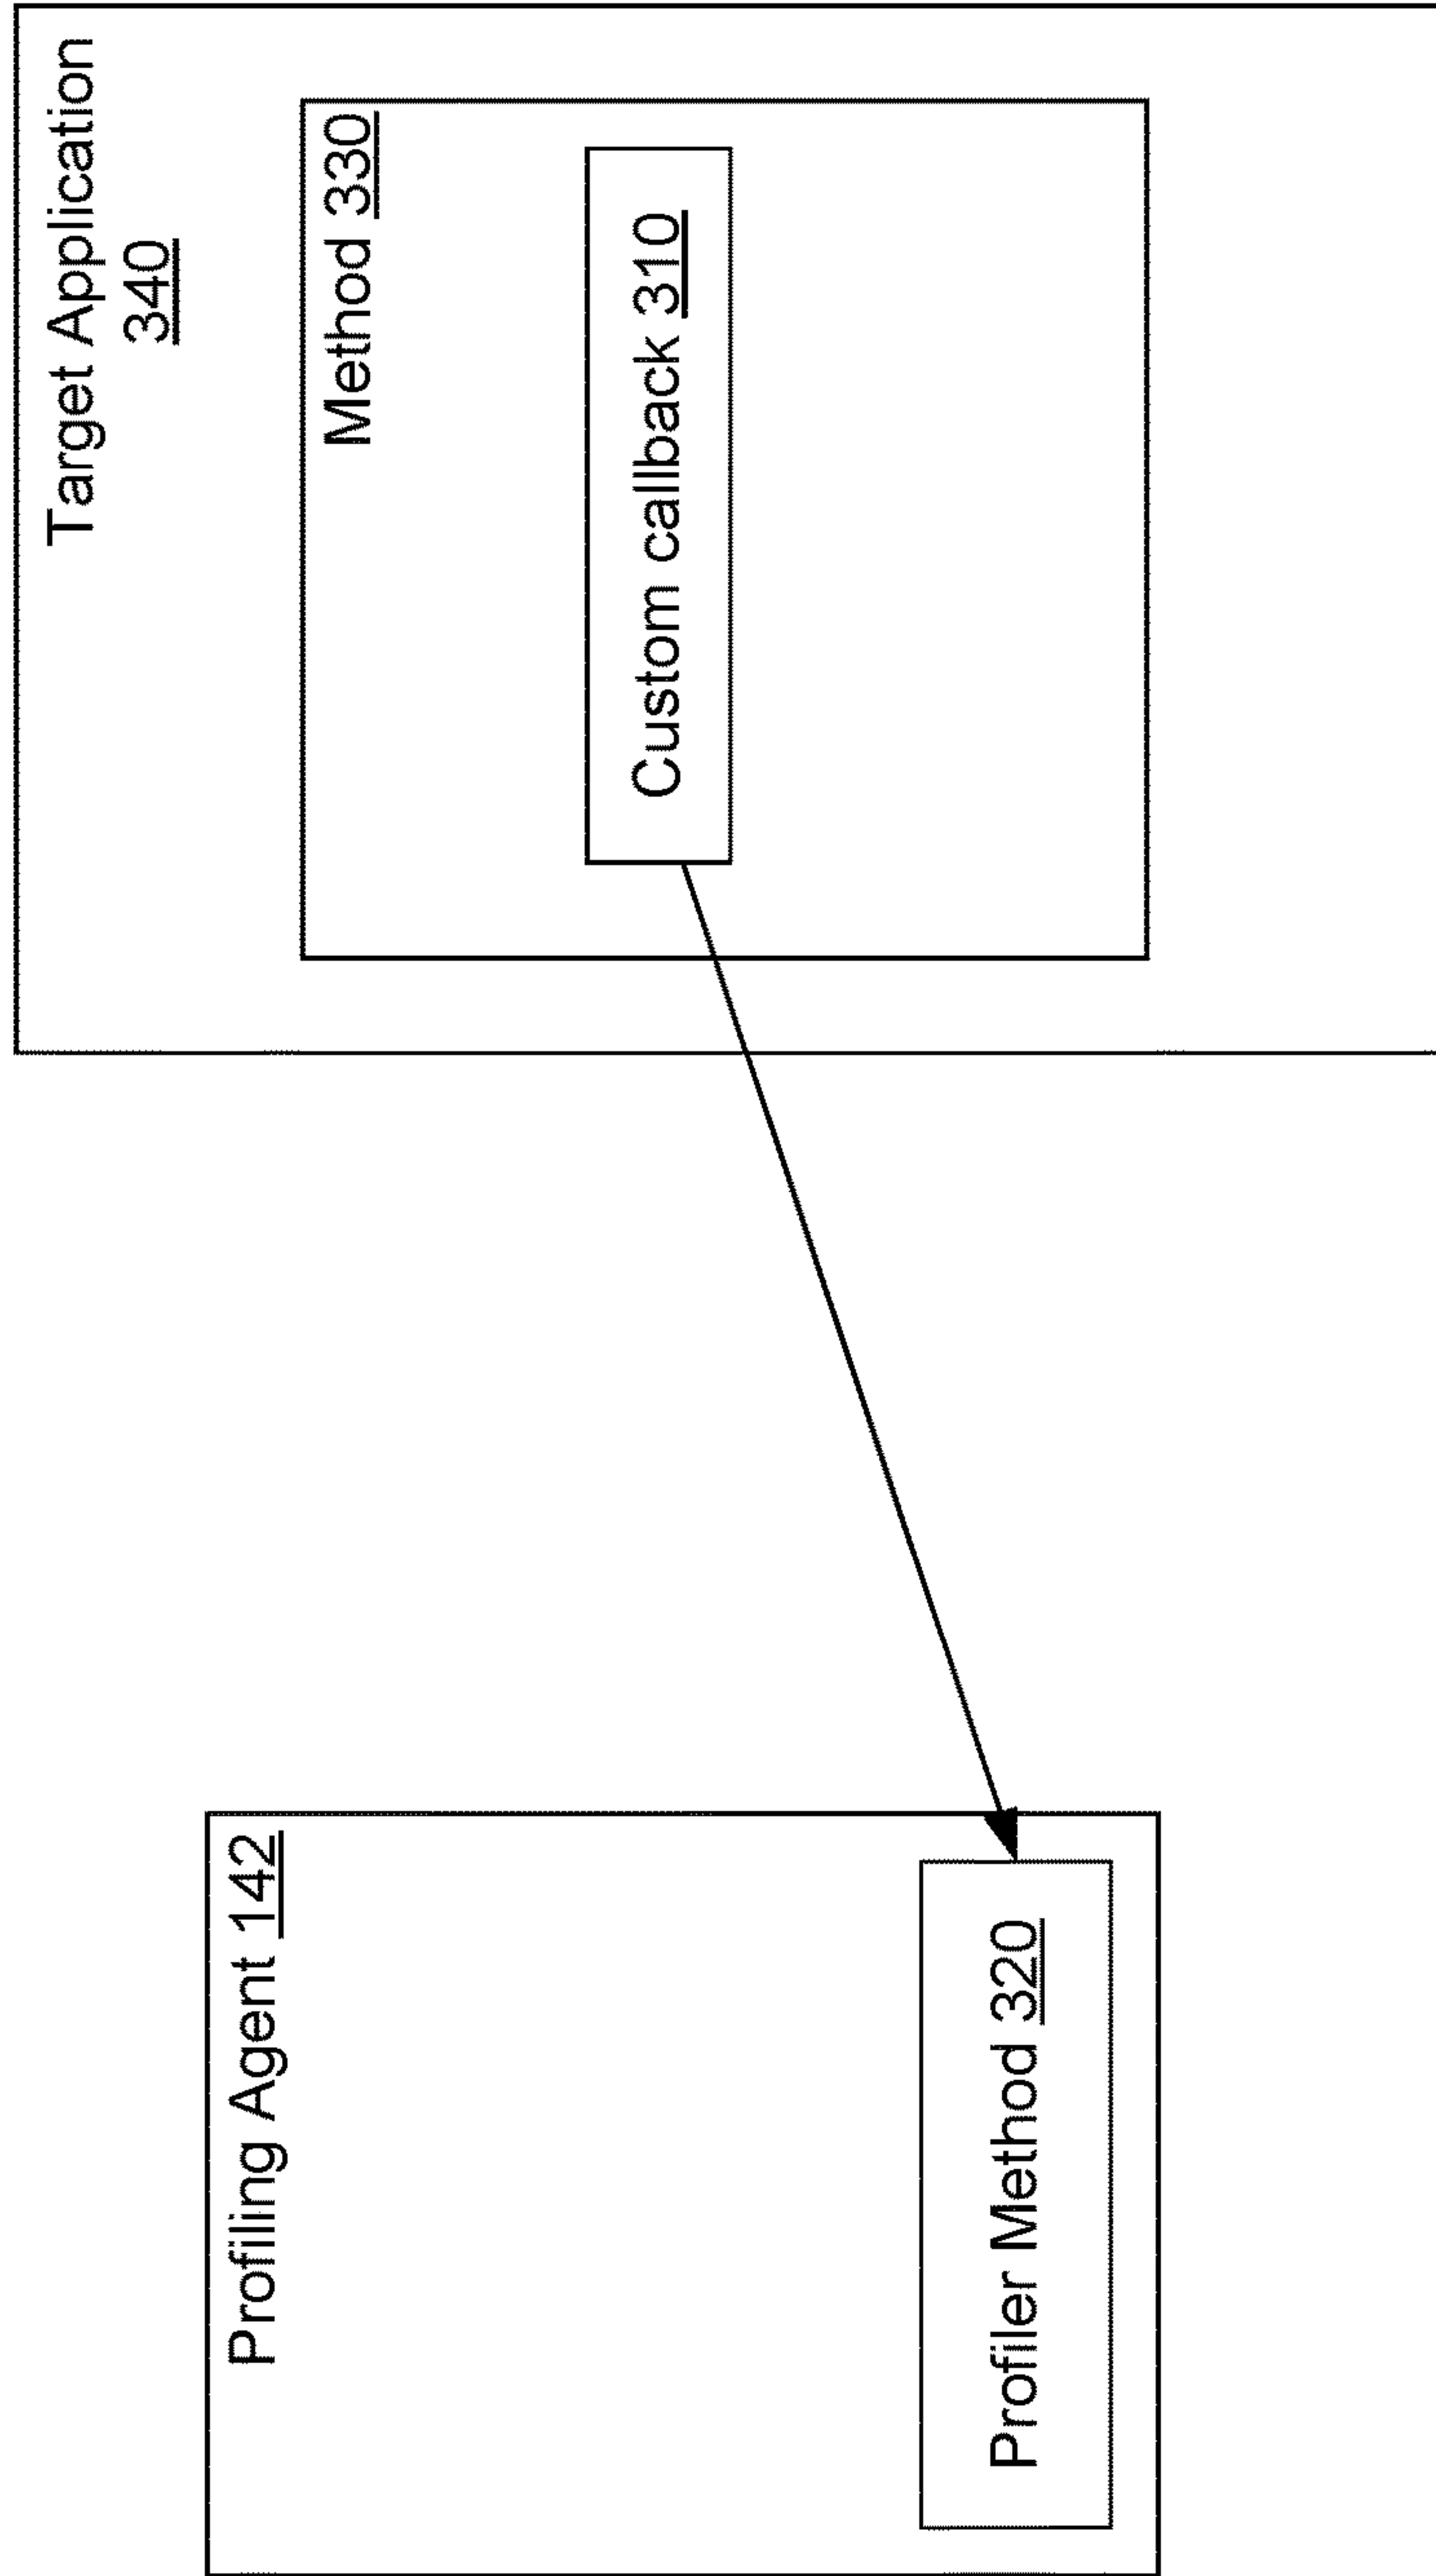 Profiling Agent 142
Profiler Method 320
Target Application
340
Method 330
Custom callback 310